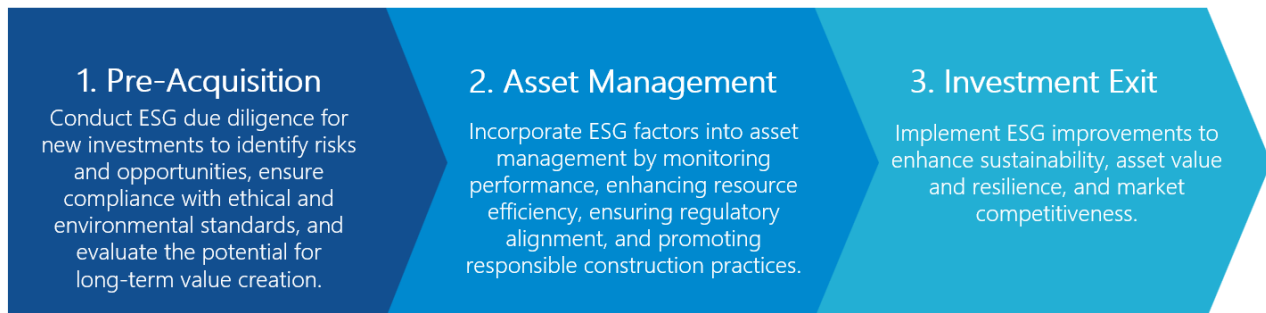 1. Pre-Acquisition
Conduct ESG due diligence for
new investments to identify risks
and opportunities, ensure
compliance with ethical and
environmental standards, and
evaluate the potential for
long-term value creation.
2. Asset Management
Incorporate ESG factors into asset
management by monitoring
performance, enhancing resource
efficiency, ensuring regulatory
alignment, and promoting
responsible construction practices.
3. Investment Exit
Implement ESG improvements to
enhance sustainability, asset value
and resilience, and market
competitiveness.